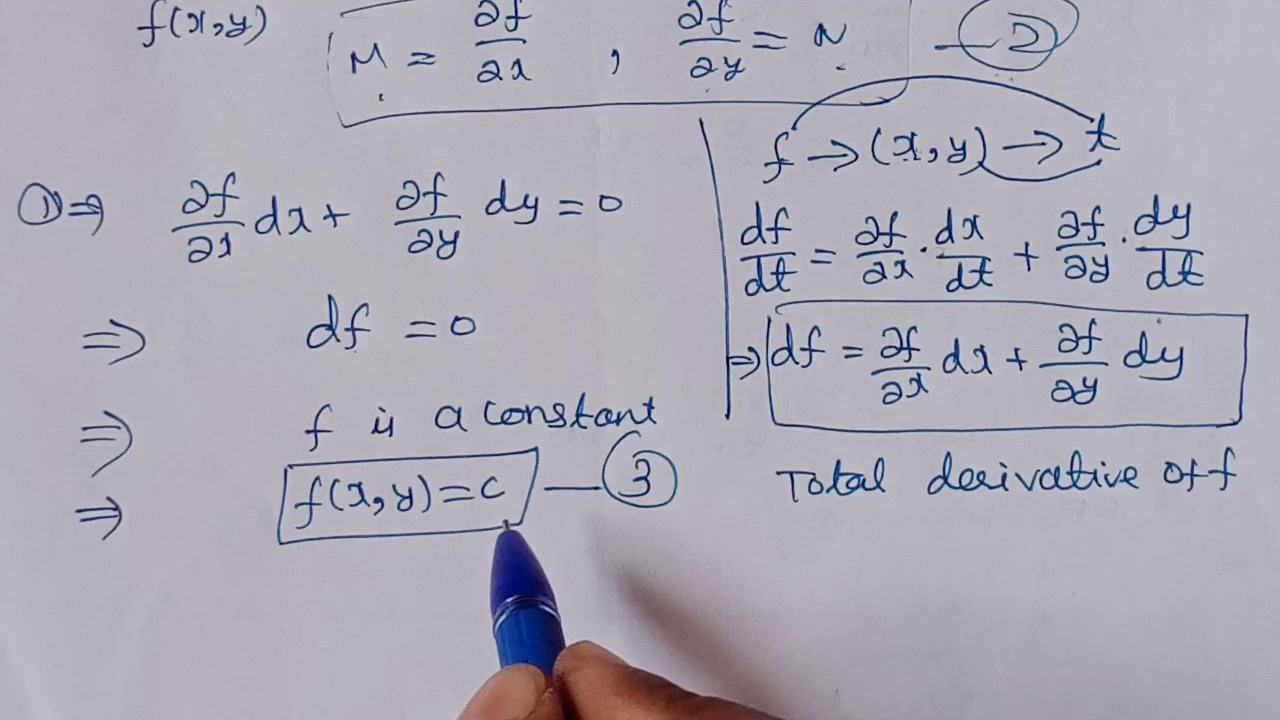 f(x,y)
M = ∂f/∂x , ∂f/∂y = N — ②
①⇒ ∂f/∂x dx + ∂f/∂y dy = 0
⇒ df = 0
⇒ f is a constant
⇒ f(x,y) = c — ③
f → (x,y) → t
df/dt = ∂f/∂x · dx/dt + ∂f/∂y · dy/dt
⇒ df = ∂f/∂x dx + ∂f/∂y dy
Total derivative of f